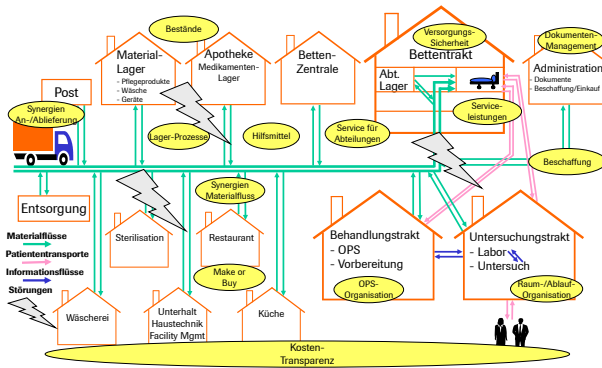 Bestände
Versorgungs-
Sicherheit
Dokumenten-
Management
Material-
Lager
- Pflegeprodukte
- Wäsche
- Geräte
Apotheke
Medikamenten-
Lager
Betten-
Zentrale
Bettentrakt
Abt.
Lager
Administration
- Dokumente
- Beschaffung/Einkauf
Post
Synergien
An-/Ablieferung
Lager-Prozesse
Hilfsmittel
Service für
Abteilungen
Service-
leistungen
Beschaffung
Synergien
Materialfluss
Entsorgung
Sterilisation
Restaurant
Behandlungstrakt
- OPS
- Vorbereitung
Untersuchungstrakt
- Labor
- Untersuch
Materialflüsse
Patiententransporte
Informationsflüsse
Störungen
Make or
Buy
OPS-
Organisation
Raum-/Ablauf-
Organisation
Wäscherei
Unterhalt
Haustechnik
Facility Mgmt
Küche
Kosten-
Transparenz